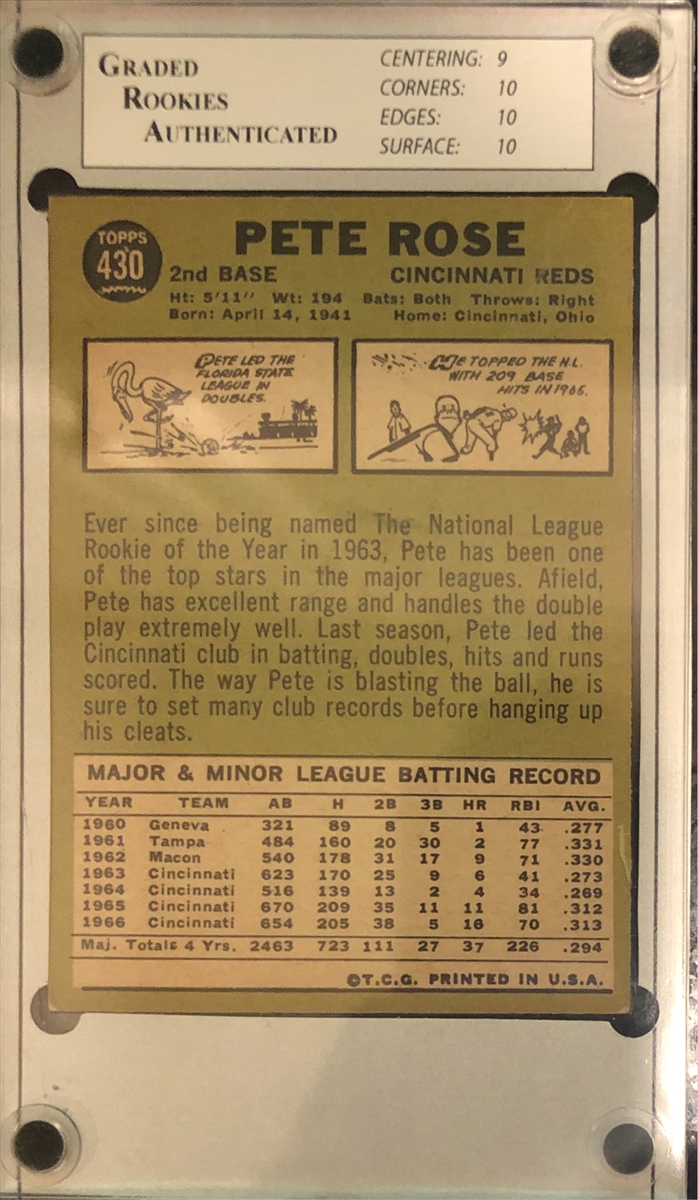 GRADED
ROOKIES
AUTHENTICATED
CENTERING: 9
CORNERS: 10
EDGES: 10
SURFACE: 10
TOPPS
430
PETE ROSE
2nd BASE CINCINNATI REDS
Ht: 5'11" Wt: 194 Bats: Both Throws: Right
Born: April 14, 1941 Home: Cincinnati, Ohio
PETE LED THE
FLORIDA STATE
LEAGUE IN
DOUBLES.
HE TOPPED THE N.L.
WITH 209 BASE
HITS IN 1965.
Ever since being named The National League
Rookie of the Year in 1963, Pete has been one
of the top stars in the major leagues. Afield,
Pete has excellent range and handles the double
play extremely well. Last season, Pete led the
Cincinnati club in batting, doubles, hits and runs
scored. The way Pete is blasting the ball, he is
sure to set many club records before hanging up
his cleats.
MAJOR & MINOR LEAGUE BATTING RECORD
YEAR TEAM AB H 2B 3B HR RBI AVG.
1960 Geneva 321 89 8 5 1 43 .277
1961 Tampa 484 160 20 30 2 77 .331
1962 Macon 540 178 31 17 9 71 .330
1963 Cincinnati 623 170 25 9 6 41 .273
1964 Cincinnati 516 139 13 2 4 34 .269
1965 Cincinnati 670 209 35 11 11 81 .312
1966 Cincinnati 654 205 38 5 16 70 .313
Maj. Totals 4 Yrs. 2463 723 111 27 37 226 .294
©T.C.G. PRINTED IN U.S.A.